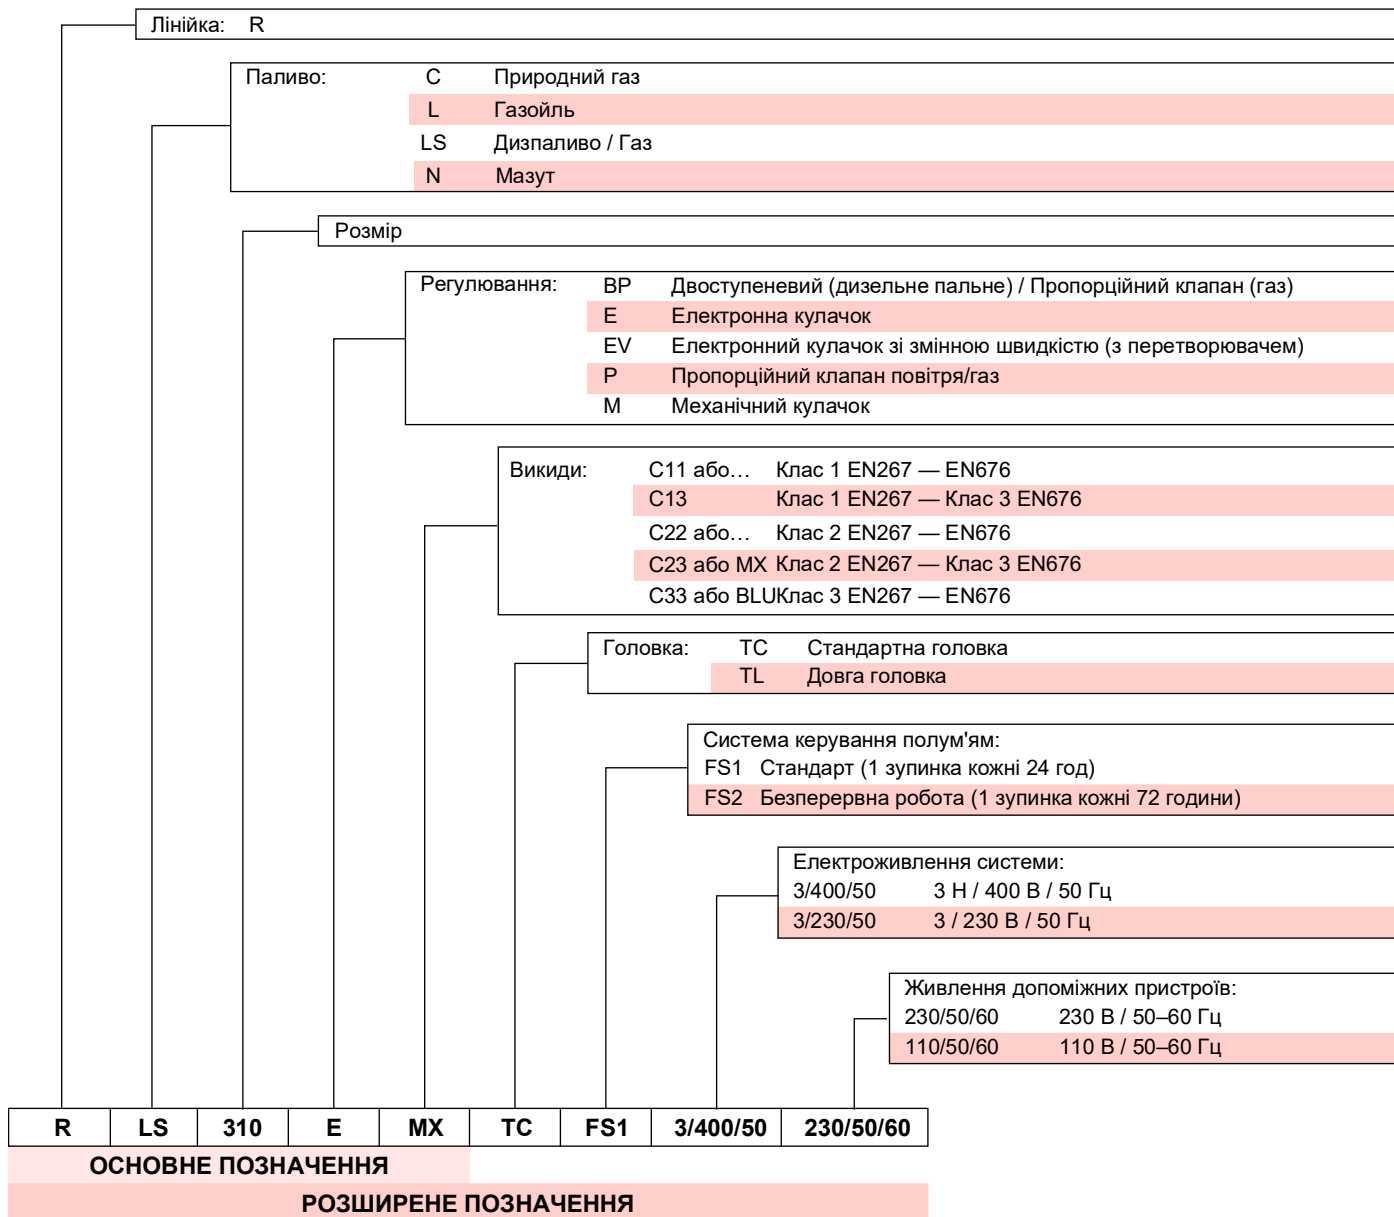 Лінійка: R
Паливо: C Природний газ
L Газойль
LS Дизпаливо / Газ
N Мазут
Розмір
Регулювання: BP Двоступеневий (дизельне пальне) / Пропорційний клапан (газ)
E Електронна кулачок
EV Електронний кулачок зі змінною швидкістю (з перетворювачем)
P Пропорційний клапан повітря/газ
M Механічний кулачок
Викиди: C11 або… Клас 1 EN267 — EN676
C13 Клас 1 EN267 — Клас 3 EN676
C22 або… Клас 2 EN267 — EN676
C23 або MX Клас 2 EN267 — Клас 3 EN676
C33 або BLUКлас 3 EN267 — EN676
Головка: TC Стандартна головка
TL Довга головка
Система керування полум'ям:
FS1 Стандарт (1 зупинка кожні 24 год)
FS2 Безперервна робота (1 зупинка кожні 72 години)
Електроживлення системи:
3/400/50 3 Н / 400 В / 50 Гц
3/230/50 3 / 230 В / 50 Гц
Живлення допоміжних пристроїв:
230/50/60 230 В / 50–60 Гц
110/50/60 110 В / 50–60 Гц
R LS 310 E MX TC FS1 3/400/50 230/50/60
ОСНОВНЕ ПОЗНАЧЕННЯ
РОЗШИРЕНЕ ПОЗНАЧЕННЯ